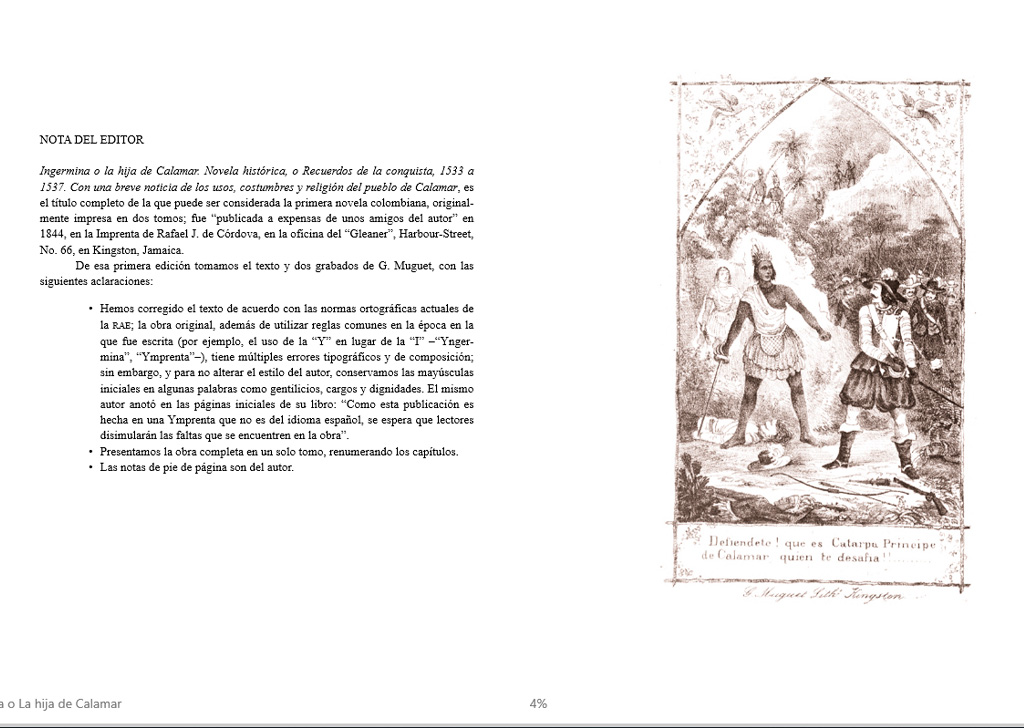 NOTA DEL EDITOR
Ingermina o la hija de Calamar. Novela histórica, o Recuerdos de la conquista, 1533 a
1537. Con una breve noticia de los usos, costumbres y religión del pueblo de Calamar, es
el título completo de la que puede ser considerada la primera novela colombiana, original-
mente impresa en dos tomos; fue “publicada a expensas de unos amigos del autor” en
1844, en la Imprenta de Rafael J. de Córdova, en la oficina del “Gleaner”, Harbour-Street,
No. 66, en Kingston, Jamaica.
De esa primera edición tomamos el texto y dos grabados de G. Muguet, con las
siguientes aclaraciones:
• Hemos corregido el texto de acuerdo con las normas ortográficas actuales de
la RAE; la obra original, además de utilizar reglas comunes en la época en la
que fue escrita (por ejemplo, el uso de la “Y” en lugar de la “I” –“Ynger-
mina”, “Ymprenta”–), tiene múltiples errores tipográficos y de composición;
sin embargo, y para no alterar el estilo del autor, conservamos las mayúsculas
iniciales en algunas palabras como gentilicios, cargos y dignidades. El mismo
autor anotó en las páginas iniciales de su libro: “Como esta publicación es
hecha en una Ymprenta que no es del idioma español, se espera que lectores
disimularán las faltas que se encuentren en la obra”.
• Presentamos la obra completa en un solo tomo, renumerando los capítulos.
• Las notas de pie de página son del autor.
Defiendete! que es Catarpa Principe
de Calamar quien te desafia!!........
G. Muguet Lith.r Kingston
a o La hija de Calamar
4%